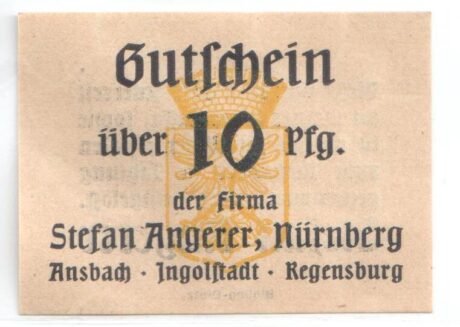 Gutschein
über 10 Pfg.
der Firma
Stefan Angerer, Nürnberg
Ansbach · Ingolstadt · Regensburg